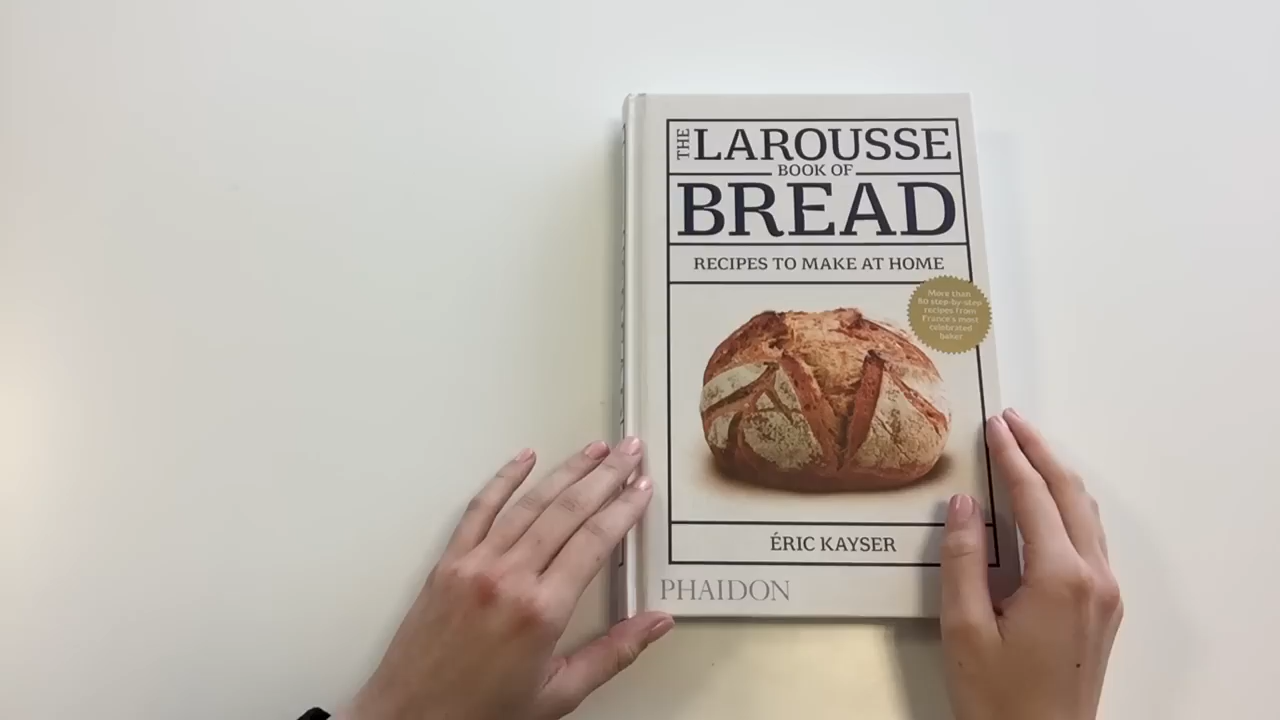 THE LAROUSSE
BOOK OF
BREAD
RECIPES TO MAKE AT HOME
More than
80 step-by-step
recipes from
France's most
celebrated
baker
ÉRIC KAYSER
PHAIDON